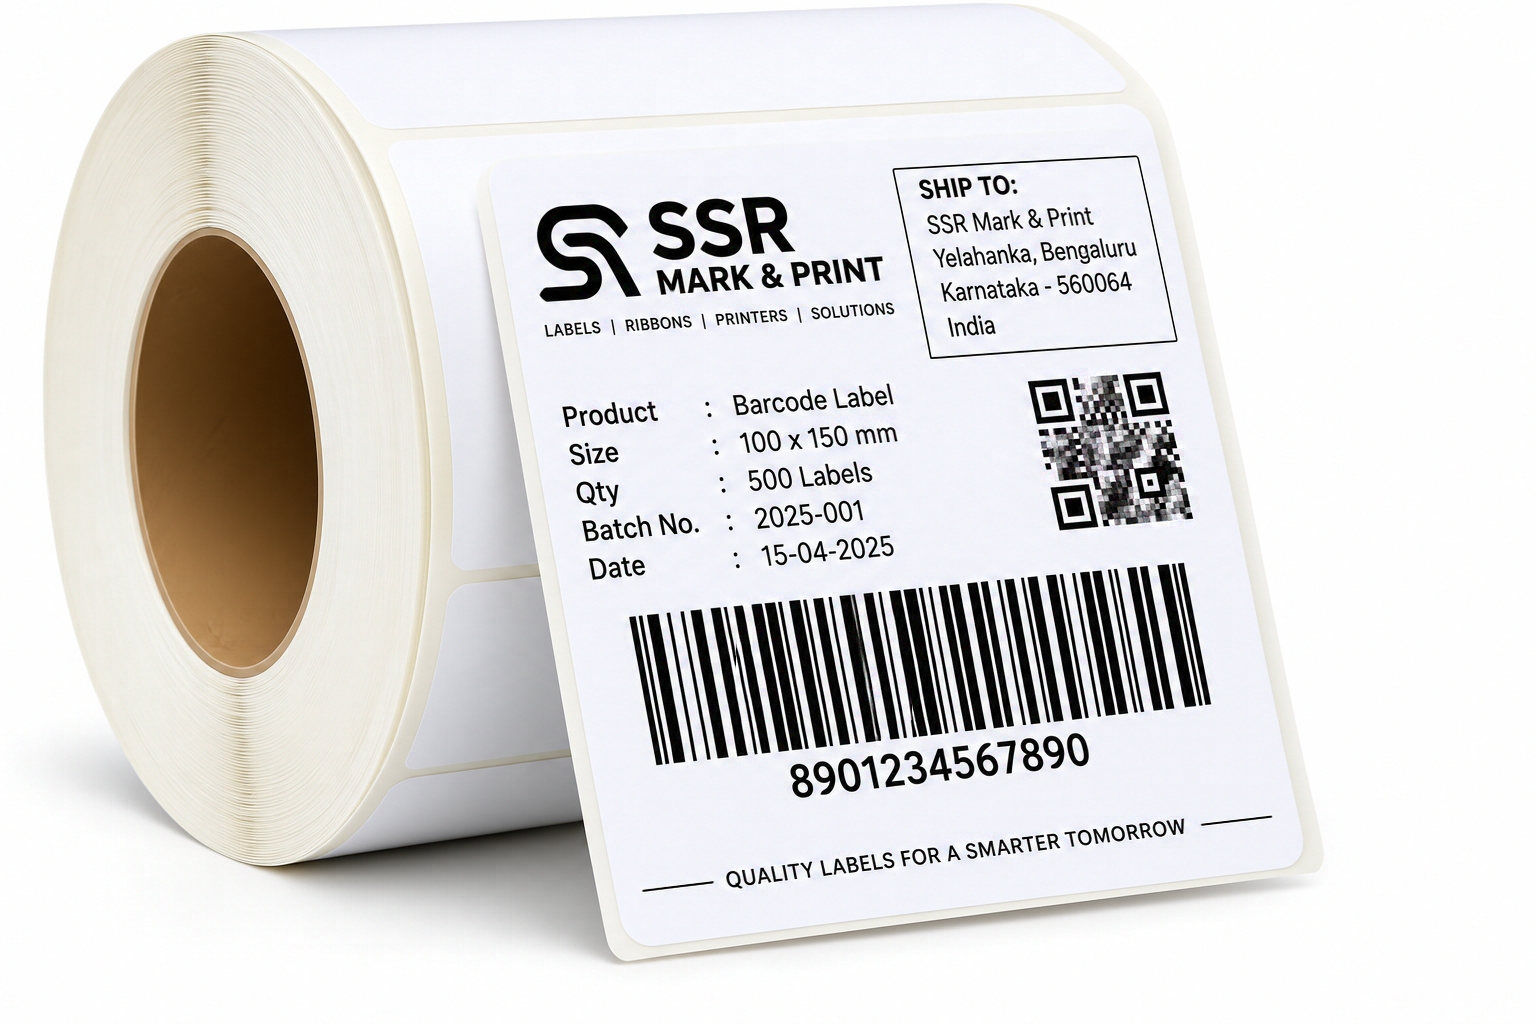 SSR
MARK & PRINT
LABELS | RIBBONS | PRINTERS | SOLUTIONS
SHIP TO:
SSR Mark & Print
Yelahanka, Bengaluru
Karnataka - 560064
India
Product : Barcode Label
Size : 100 x 150 mm
Qty : 500 Labels
Batch No. : 2025-001
Date : 15-04-2025
8901234567890
QUALITY LABELS FOR A SMARTER TOMORROW